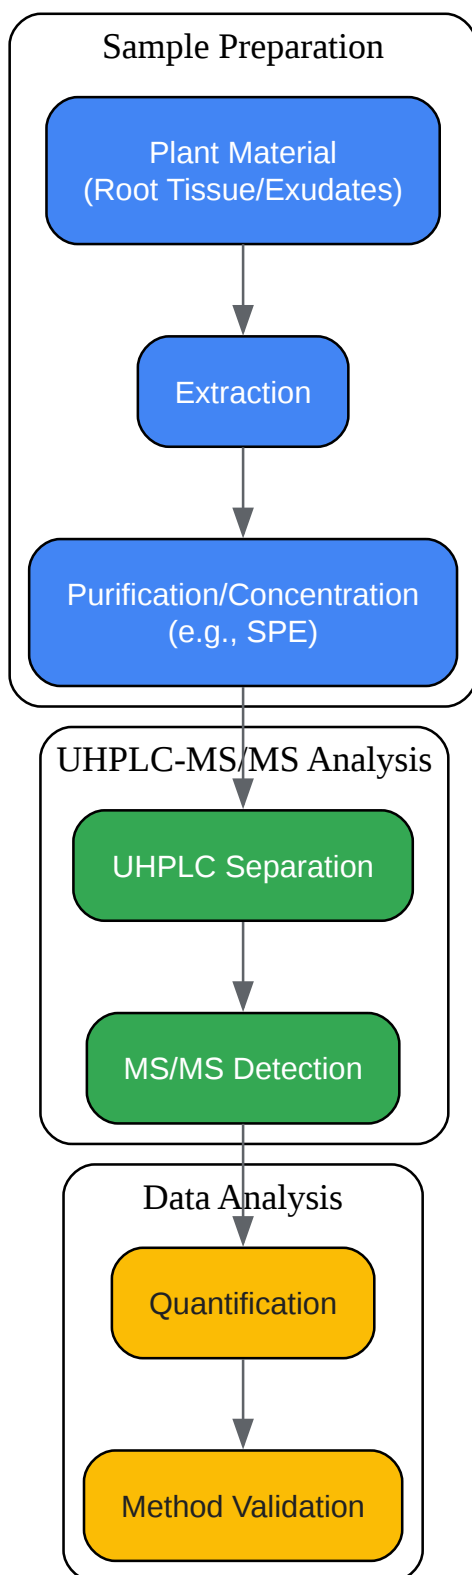 Sample Preparation
Plant Material
(Root Tissue/Exudates)
Extraction
Purification/Concentration
(e.g., SPE)
UHPLC-MS/MS Analysis
UHPLC Separation
MS/MS Detection
Data Analysis
Quantification
Method Validation